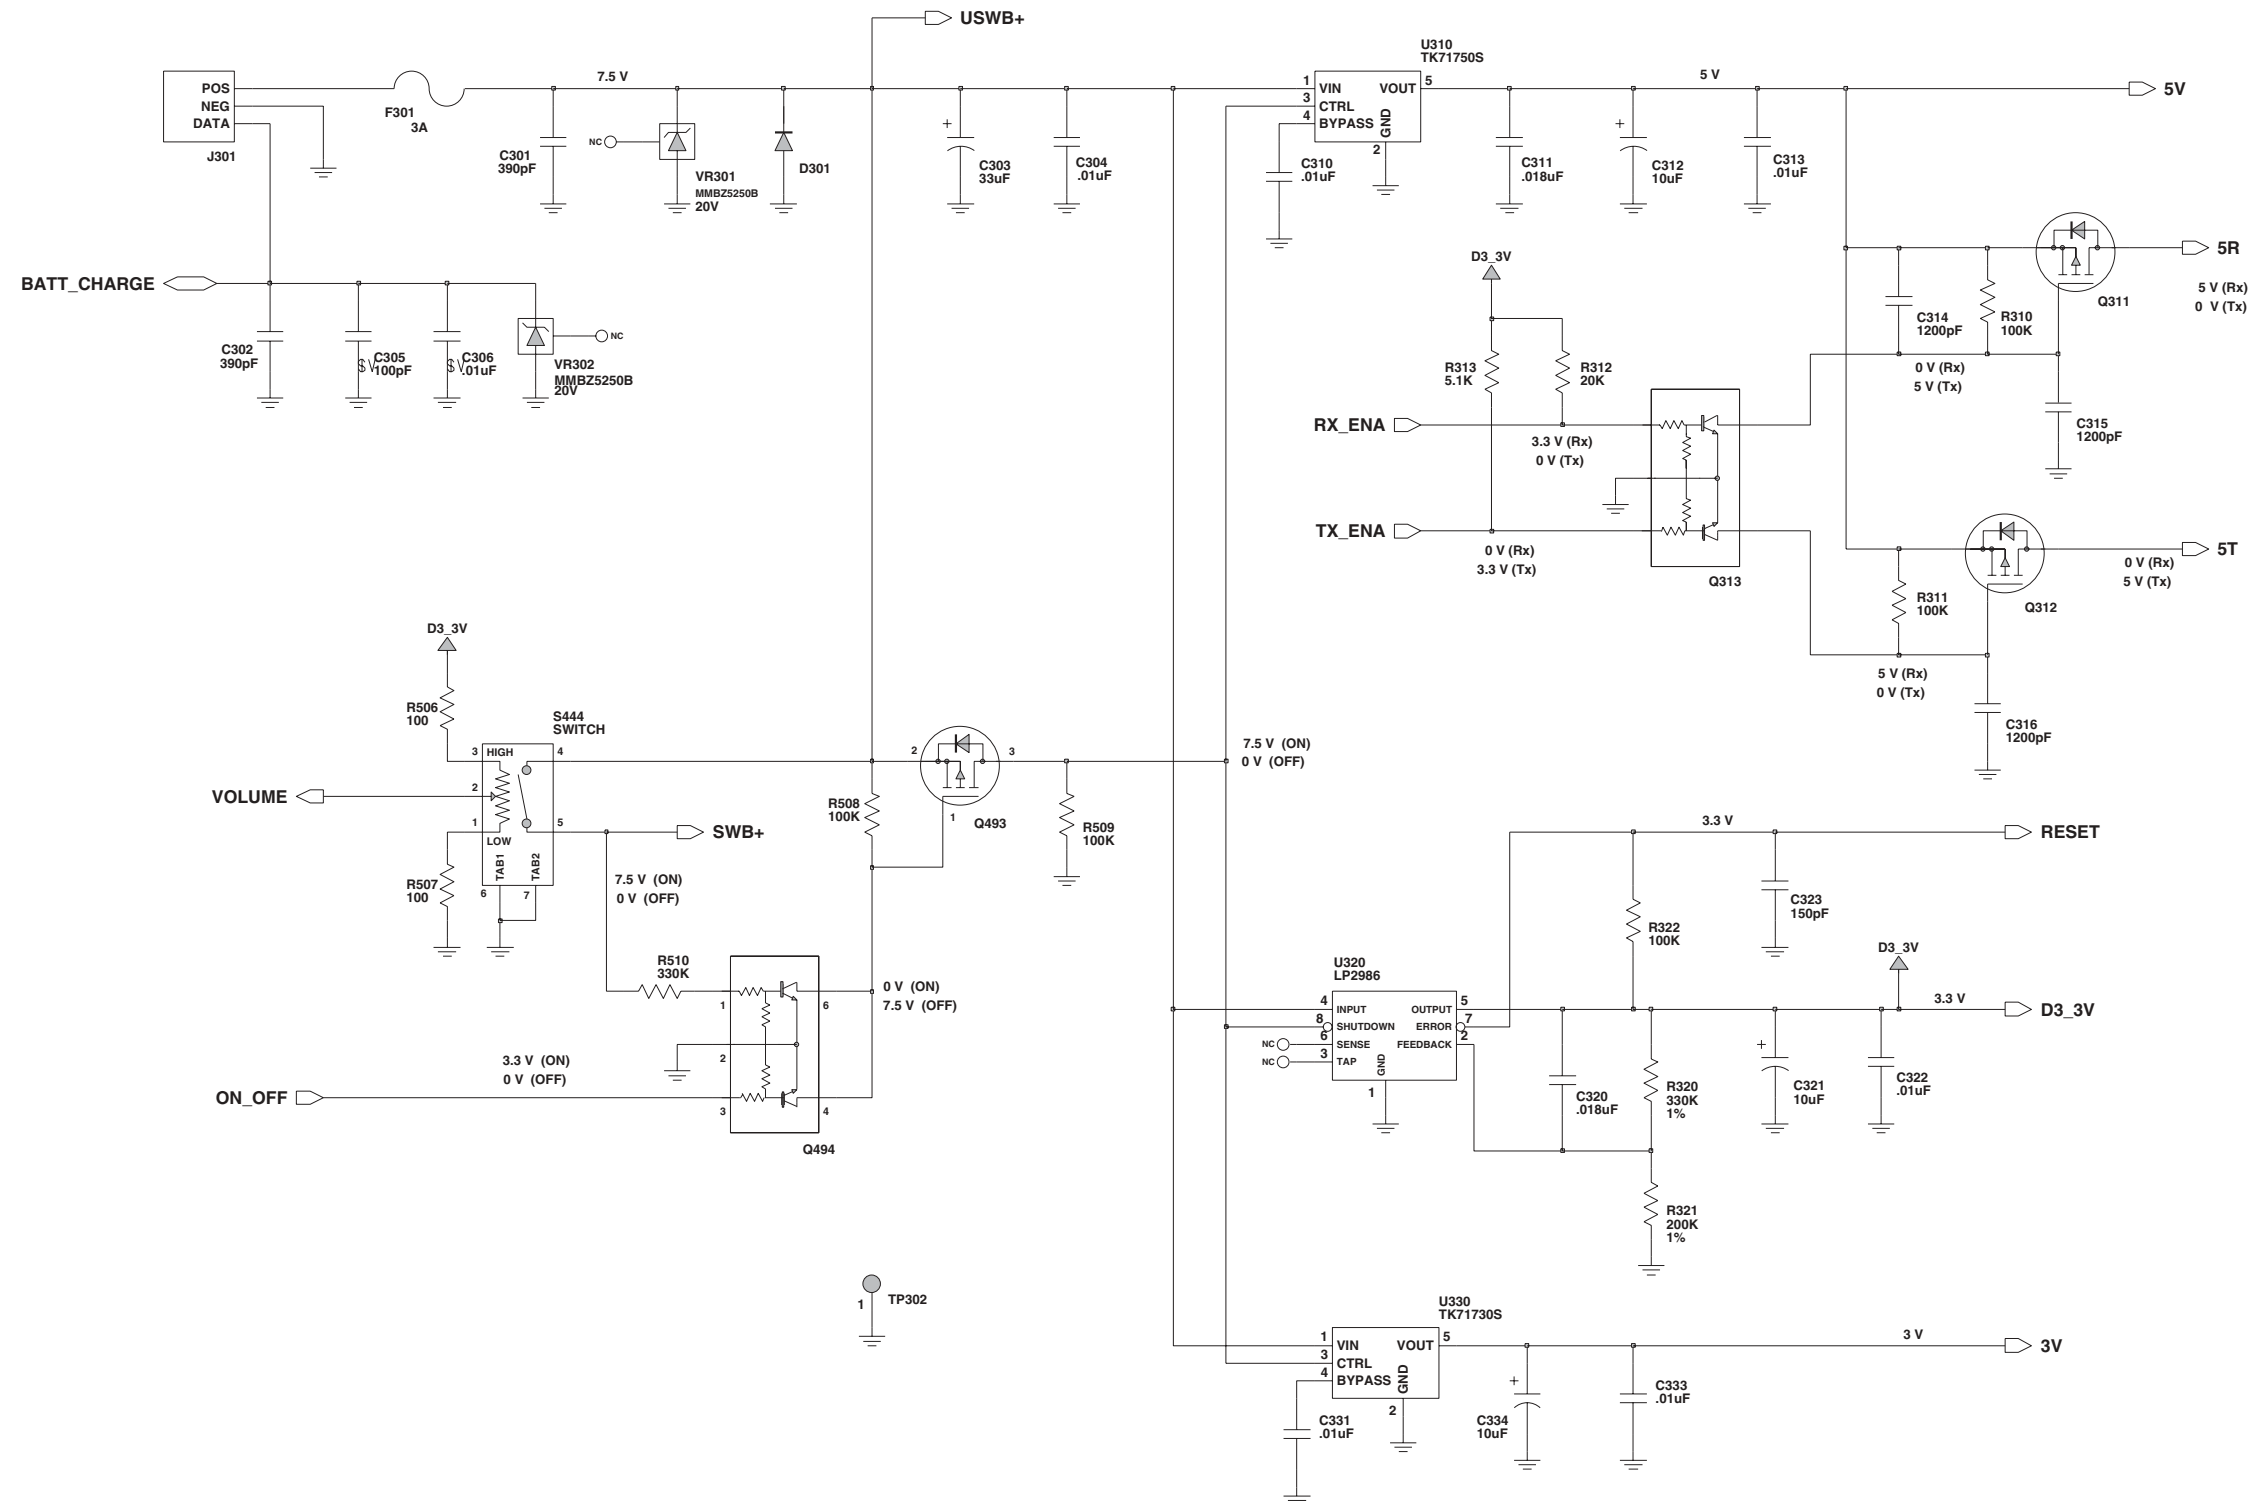 USWB+
U310
TK71750S
POS
NEG
DATA
J301
F301
3A
7.5 V
C301
390pF
NC
VR301
MMBZ5250B
20V
D301
+
C303
33uF
C304
.01uF
1
3
4
VIN
CTRL
BYPASS
VOUT
GND
5
2
C310
.01uF
5 V
5V
C311
.018uF
+
C312
10uF
C313
.01uF
BATT_CHARGE
C302
390pF
$V
C305
100pF
$V
C306
.01uF
NC
VR302
MMBZ5250B
20V
D3_3V
R313
5.1K
R312
20K
RX_ENA
3.3 V (Rx)
0 V (Tx)
TX_ENA
0 V (Rx)
3.3 V (Tx)
Q313
C314
1200pF
R310
100K
Q311
5R
5 V (Rx)
0 V (Tx)
0 V (Rx)
5 V (Tx)
C315
1200pF
5T
0 V (Rx)
5 V (Tx)
R311
100K
Q312
5 V (Rx)
0 V (Tx)
C316
1200pF
D3_3V
R506
100
S444
SWITCH
3
HIGH
4
VOLUME
2
1
LOW
5
TAB1
TAB2
6
7
R507
100
SWB+
7.5 V (ON)
0 V (OFF)
R508
100K
2
3
1
Q493
R509
100K
7.5 V (ON)
0 V (OFF)
R510
330K
1
6
2
3
4
Q494
0 V (ON)
7.5 V (OFF)
3.3 V (ON)
0 V (OFF)
ON_OFF
3.3 V
RESET
R322
100K
C323
150pF
D3_3V
U320
LP2986
4
INPUT
OUTPUT
5
8
SHUTDOWN
ERROR
7
NC
6
SENSE
FEEDBACK
2
NC
3
TAP
GND
1
3.3 V
D3_3V
C320
.018uF
R320
330K
1%
+
C321
10uF
C322
.01uF
R321
200K
1%
1
TP302
U330
TK71730S
1
VIN
VOUT
5
3
CTRL
4
BYPASS
GND
2
C331
.01uF
3 V
3V
+
C334
10uF
C333
.01uF